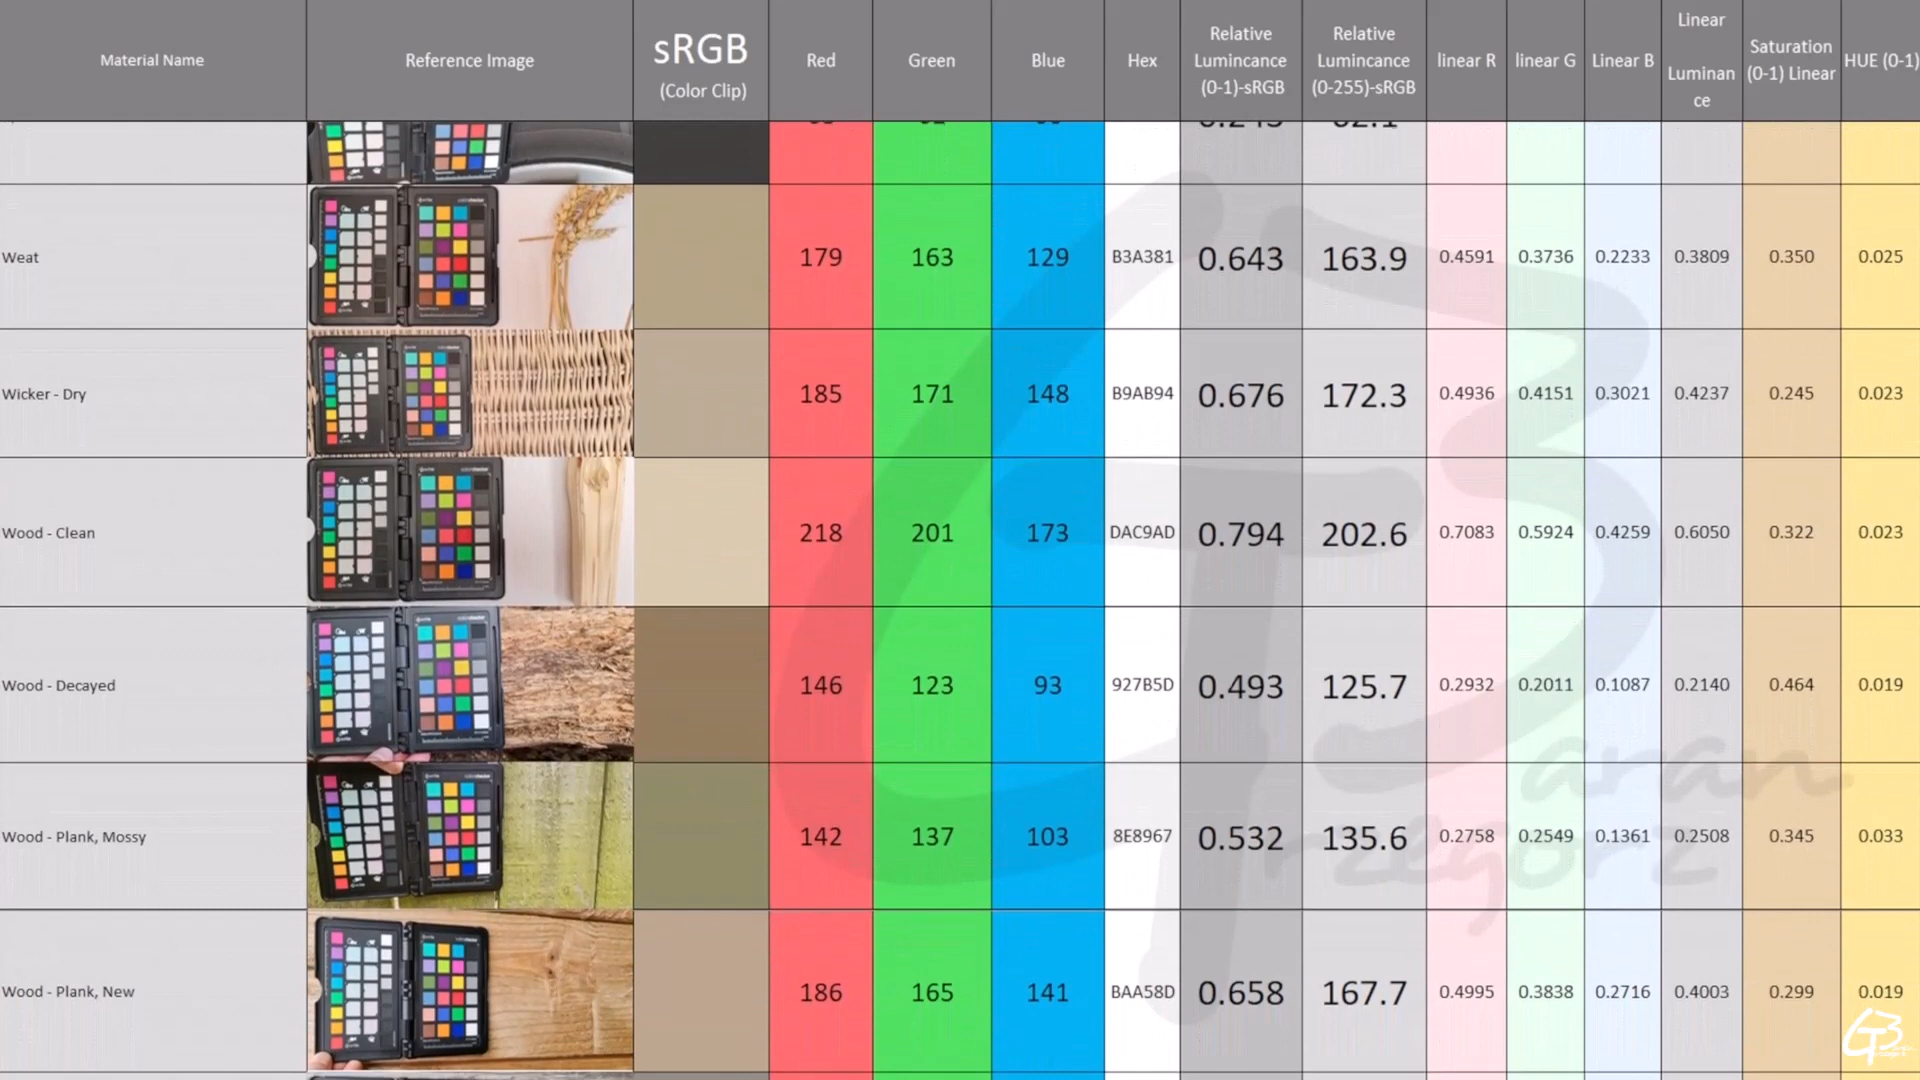 Material Name
Reference Image
sRGB
(Color Clip)
Red
Green
Blue
Hex
Relative
Lumincance
(0-1)-sRGB
Relative
Lumincance
(0-255)-sRGB
linear R
linear G
Linear B
Linear
Luminan
ce
Saturation
(0-1) Linear
HUE (0-1)
Weat 179 163 129 B3A381 0.643 163.9 0.4591 0.3736 0.2233 0.3809 0.350 0.025
Wicker - Dry 185 171 148 B9AB94 0.676 172.3 0.4936 0.4151 0.3021 0.4237 0.245 0.023
Wood - Clean 218 201 173 DAC9AD 0.794 202.6 0.7083 0.5924 0.4259 0.6050 0.322 0.023
Wood - Decayed 146 123 93 927B5D 0.493 125.7 0.2932 0.2011 0.1087 0.2140 0.464 0.019
Wood - Plank, Mossy 142 137 103 8E8967 0.532 135.6 0.2758 0.2549 0.1361 0.2508 0.345 0.033
Wood - Plank, New 186 165 141 BAA58D 0.658 167.7 0.4995 0.3838 0.2716 0.4003 0.299 0.019